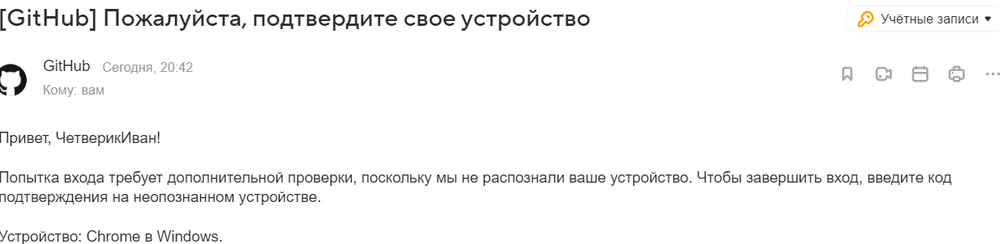 [GitHub] Пожалуйста, подтвердите свое устройство
Учётные записи
GitHub Сегодня, 20:42
Кому: вам
Привет, ЧетверикИван!
Попытка входа требует дополнительной проверки, поскольку мы не распознали ваше устройство. Чтобы завершить вход, введите код
подтверждения на неопознанном устройстве.
Устройство: Chrome в Windows.